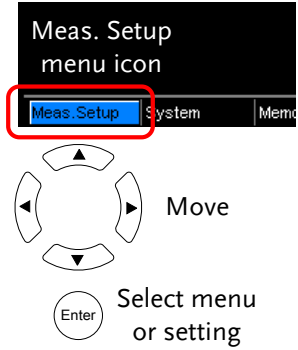 Meas. Setup
menu icon
Meas.Setup System Memo
Move
Enter
Select menu
or setting